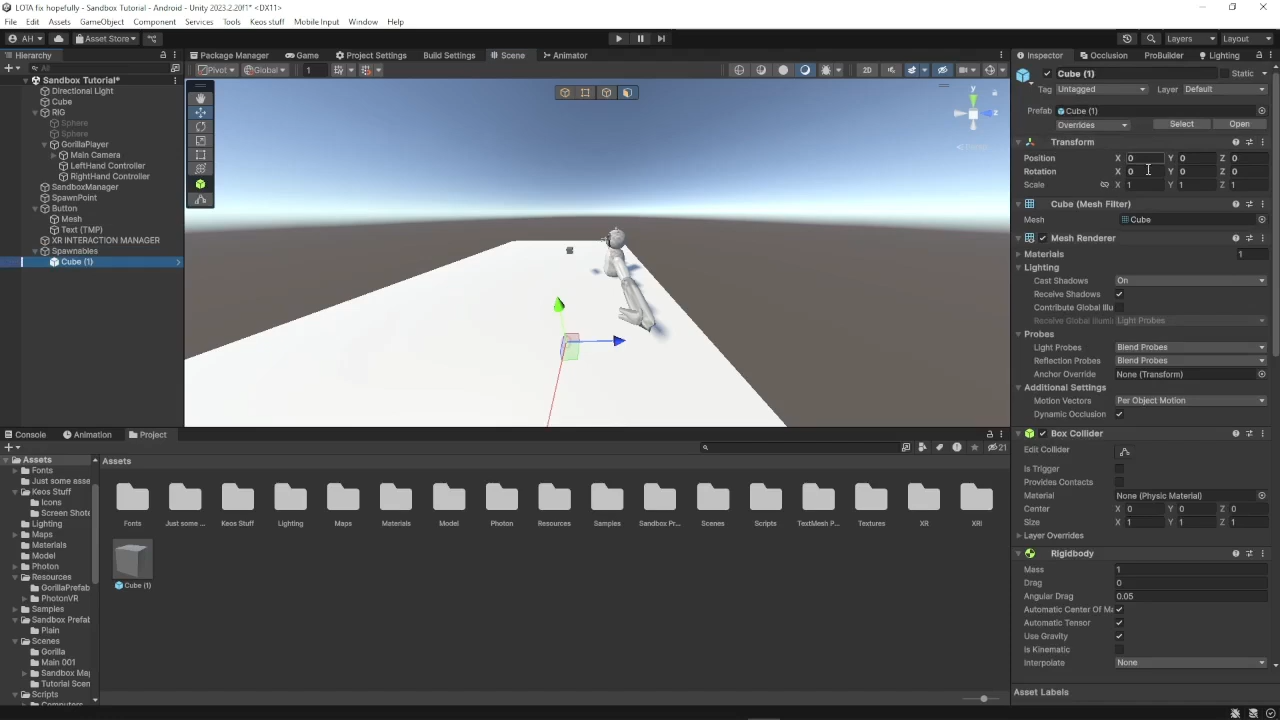 LOTA fix hopefully - Sandbox Tutorial - Android - Unity 2023.2.20f1* <DX11>
File Edit Assets GameObject Component Services Tools Keos stuff Mobile Input Window Help
AH Asset Store Layers Layout
Hierarchy Package Manager Game Project Settings Build Settings Scene Animator Inspector Occlusion ProBuilder Lighting
All Pivot Global 1 2D
Cube (1) Static
Tag Untagged Layer Default
Prefab Cube (1)
Overrides Select Open
Sandbox Tutorial*
Directional Light
Cube
RIG
Sphere
Sphere
GorillaPlayer
Main Camera
LeftHand Controller
RightHand Controller
SandboxManager
SpawnPoint
Button
Mesh
Text (TMP)
XR INTERACTION MANAGER
Spawnables
Cube (1)
y
z
Transform
Position X 0 Y 0 Z 0
Rotation X 0 Y 0 Z 0
Scale X 1 Y 1 Z 1
Cube (Mesh Filter)
Mesh Cube
Mesh Renderer
Materials 1
Lighting
Cast Shadows On
Receive Shadows
Contribute Global Illu
Receive Global Illumi Light Probes
Probes
Light Probes Blend Probes
Reflection Probes Blend Probes
Anchor Override None (Transform)
Additional Settings
Motion Vectors Per Object Motion
Dynamic Occlusion
Box Collider
Edit Collider
Is Trigger
Provides Contacts
Material None (Physic Material)
Center X 0 Y 0 Z 0
Size X 1 Y 1 Z 1
Layer Overrides
Rigidbody
Mass 1
Drag 0
Angular Drag 0.05
Automatic Center Of Ma
Automatic Tensor
Use Gravity
Is Kinematic
Interpolate None
Asset Labels
Console Animation Project
21
Assets
Fonts
Just some asse
Keos Stuff
Icons
Screen Shots
Lighting
Maps
Materials
Model
Photon
Resources
GorillaPrefab
PhotonVR
Samples
Sandbox Prefab
Plain
Scenes
Gorilla
Main 001
Sandbox Map
Tutorial Scen
Scripts
Assets
Fonts Just some ... Keos Stuff Lighting Maps Materials Model Photon Resources Samples Sandbox Pr... Scenes Scripts TextMesh P... Textures XR XRI
Cube (1)